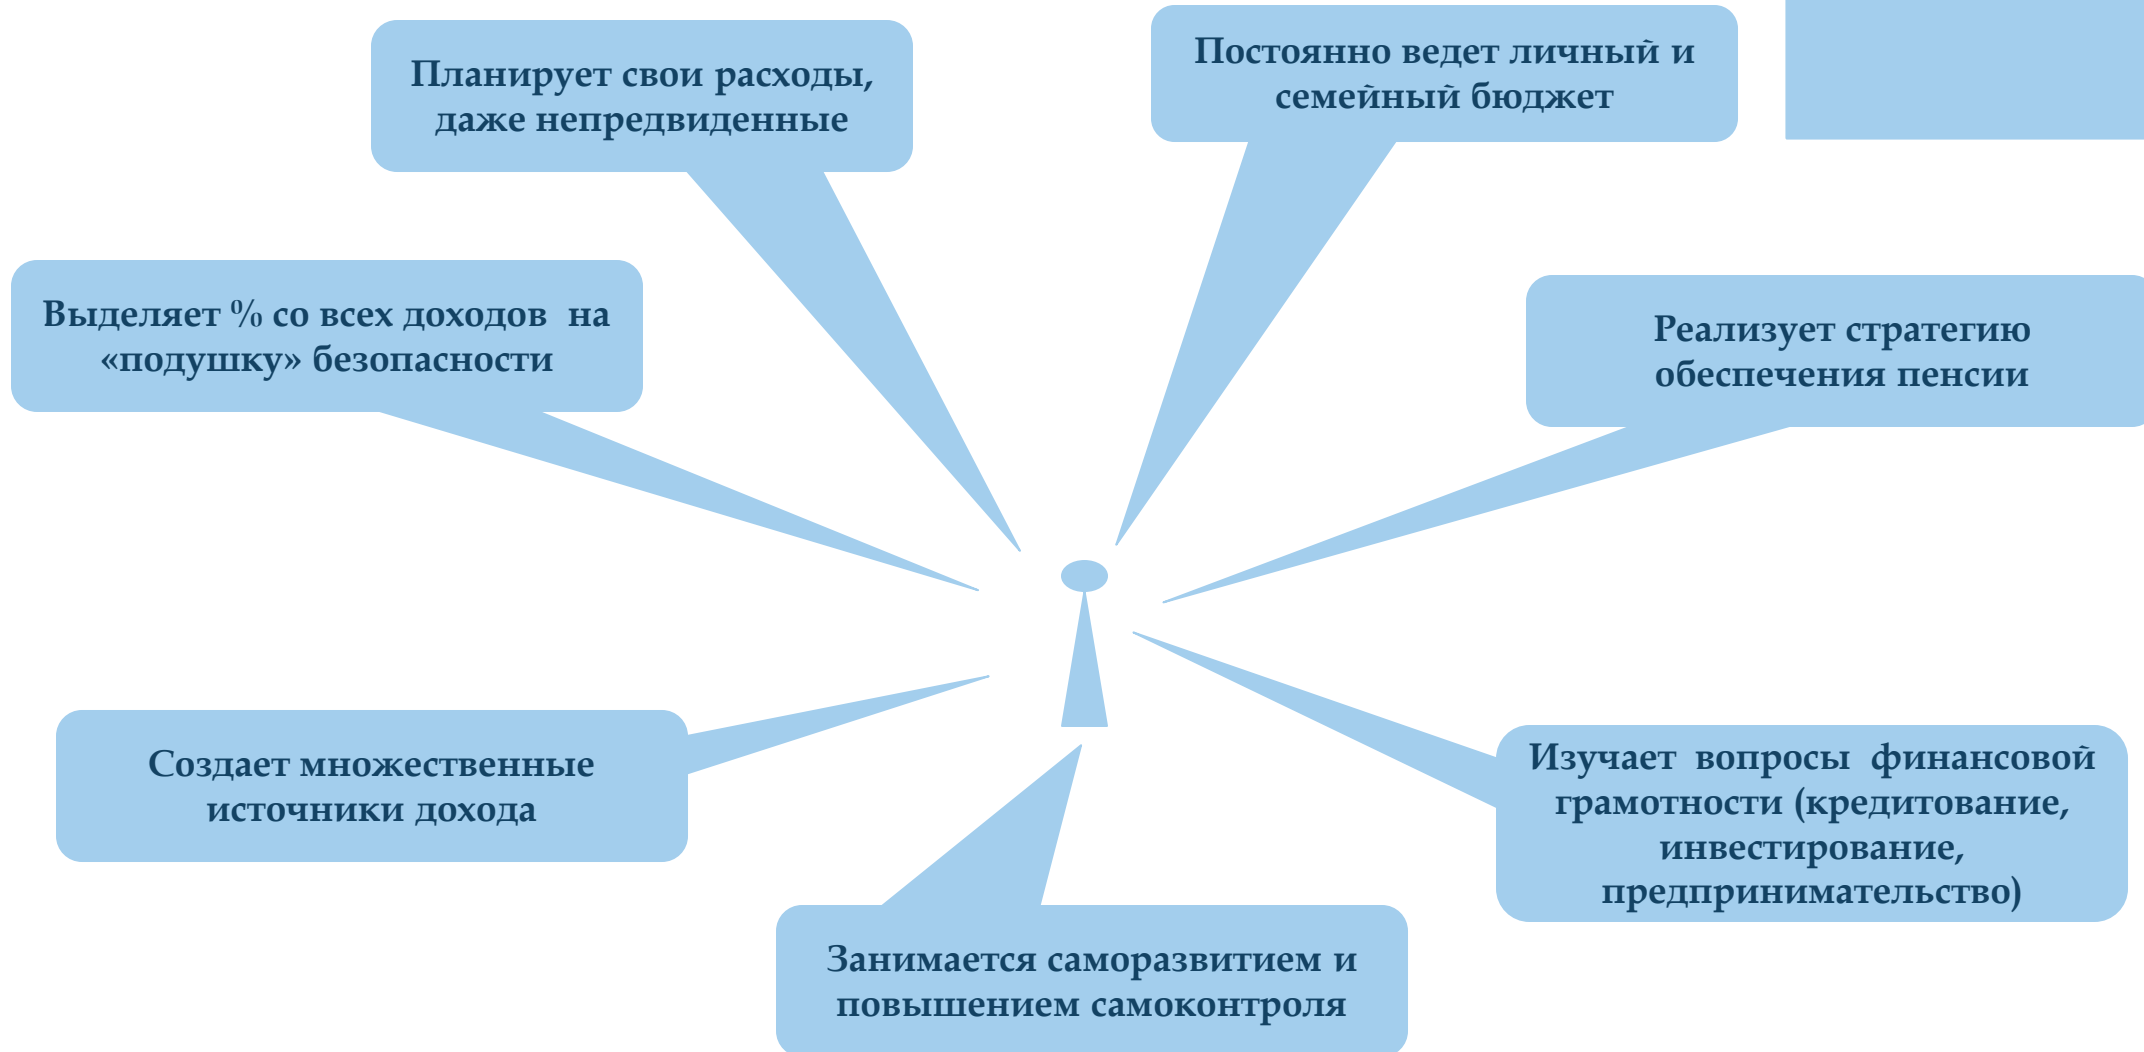 Планирует свои расходы,
даже непредвиденные
Постоянно ведет личный и
семейный бюджет
Выделяет % со всех доходов  на
«подушку» безопасности
Реализует стратегию
обеспечения пенсии
Создает множественные
источники дохода
Изучает  вопросы  финансовой
грамотности (кредитование,
инвестирование,
предпринимательство)
Занимается саморазвитием и
повышением самоконтроля